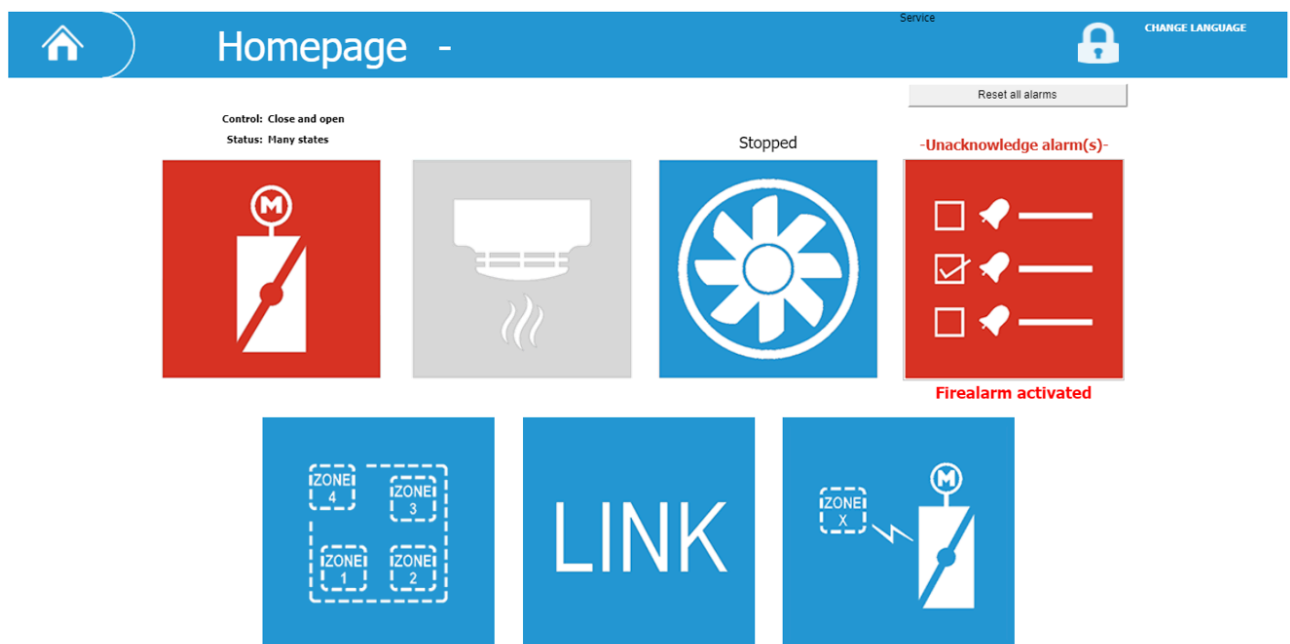 Service
Homepage -
CHANGE LANGUAGE
Reset all alarms
Control: Close and open
Status: Many states
Stopped
-Unacknowledge alarm(s)-
M
Firealarm activated
ZONE
4
ZONE
3
ZONE
1
ZONE
2
LINK
M
ZONE
X